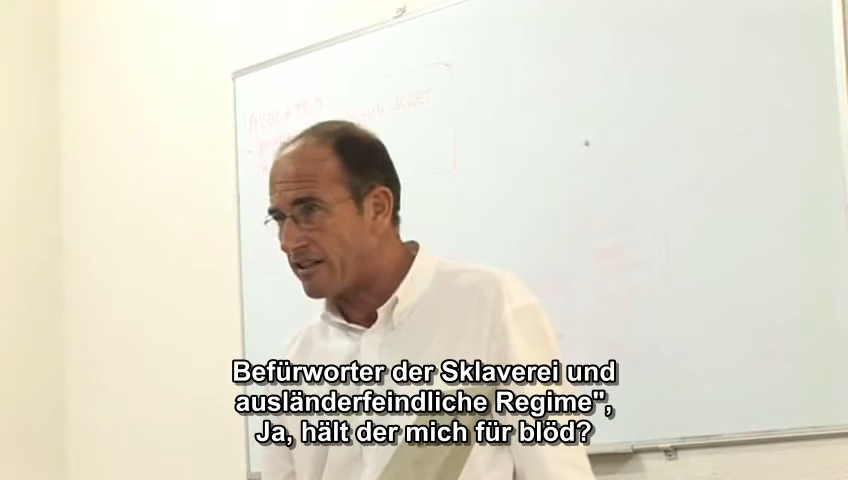 Befürworter der Sklaverei und
ausländerfeindliche Regime",
Ja, hält der mich für blöd?